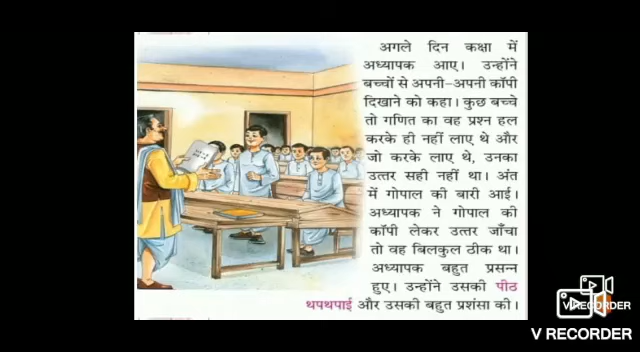 अगले दिन कक्षा में
अध्यापक आए। उन्होंने
बच्चों से अपनी-अपनी कॉपी
दिखाने को कहा। कुछ बच्चे
तो गणित का वह प्रश्न हल
करके ही नहीं लाए थे और
जो करके लाए थे, उनका
उत्तर सही नहीं था। अंत
में गोपाल की बारी आई।
अध्यापक ने गोपाल की
कॉपी लेकर उत्तर जाँचा
तो वह बिलकुल ठीक था।
अध्यापक बहुत प्रसन्न
हुए। उन्होंने उसकी पीठ
थपथपाई और उसकी बहुत प्रशंसा की।
V RECORDER
V RECORDER